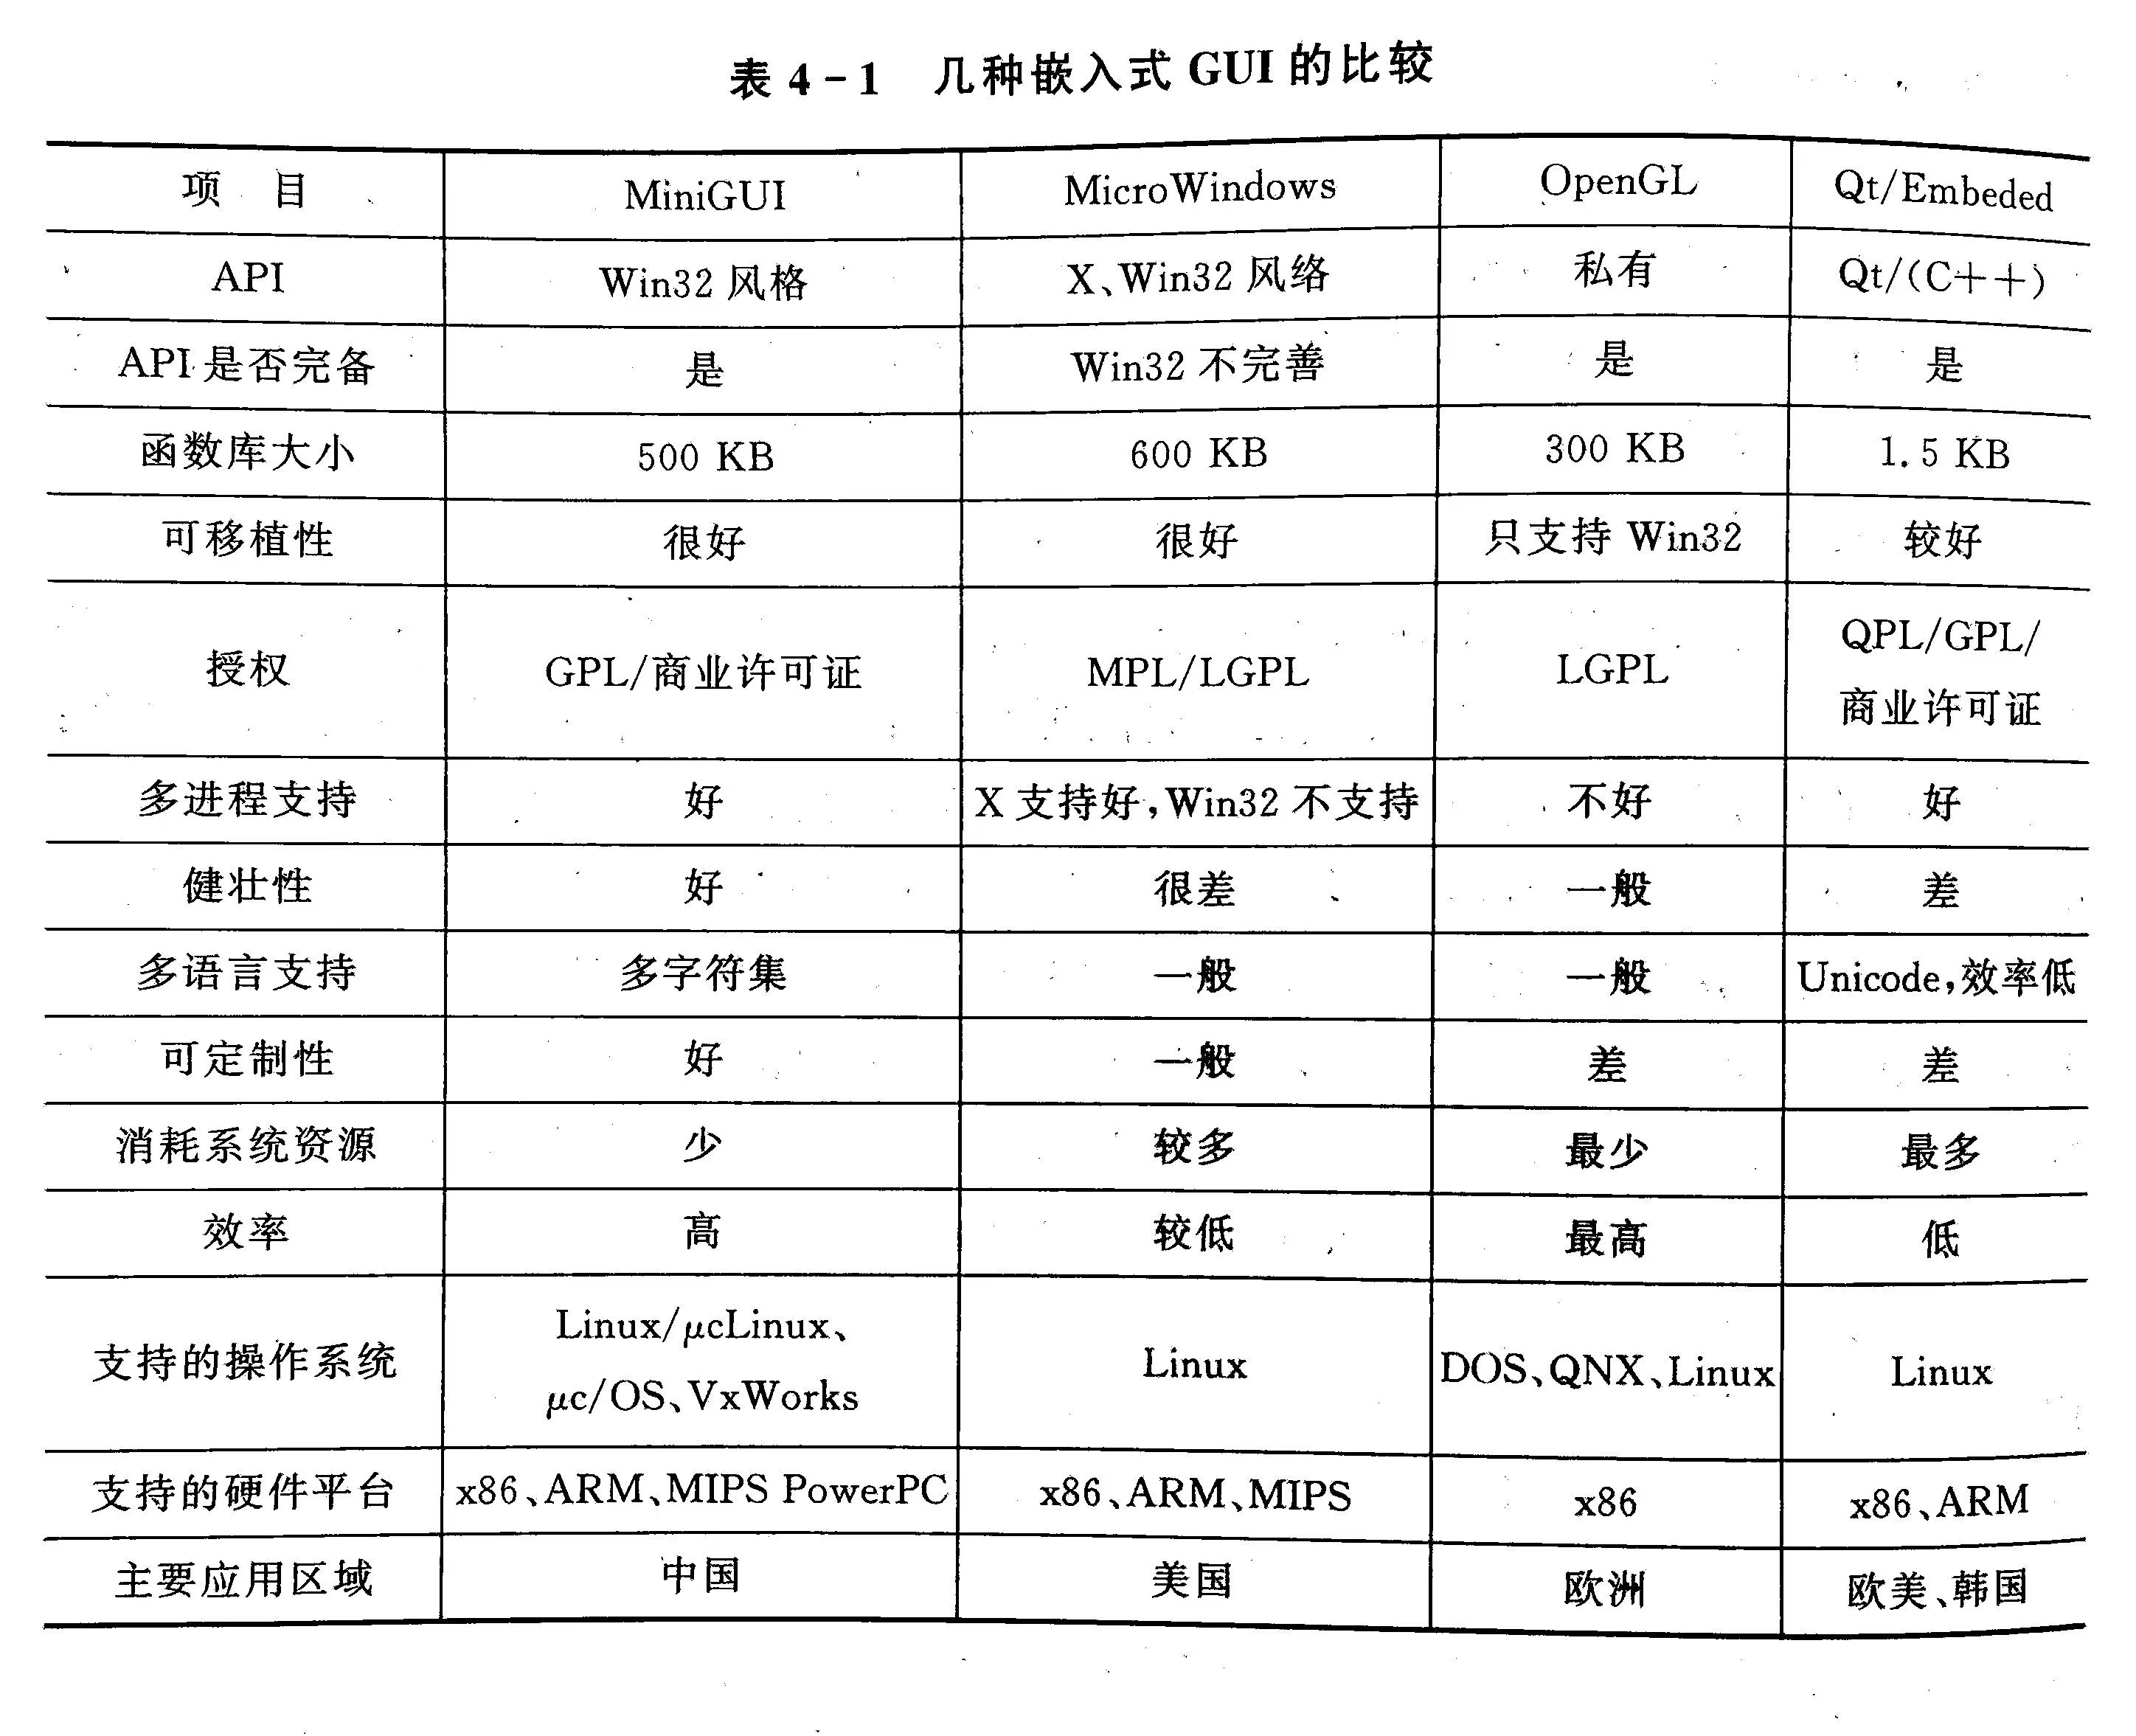 表 4-1 几种嵌入式 GUI 的比较
项 目 MiniGUI MicroWindows OpenGL Qt/Embeded
API Win32 风格 X、Win32 风络 私有 Qt/(C++)
API 是否完备 是 Win32 不完善 是 是
函数库大小 500 KB 600 KB 300 KB 1.5 KB
可移植性 很好 很好 只支持 Win32 较好
授权 GPL/商业许可证 MPL/LGPL LGPL QPL/GPL/
商业许可证
多进程支持 好 X 支持好,Win32 不支持 不好 好
健壮性 好 很差 一般 差
多语言支持 多字符集 一般 一般 Unicode,效率低
可定制性 好 一般 差 差
消耗系统资源 少 较多 最少 最多
效率 高 较低 最高 低
支持的操作系统 Linux/μcLinux、
μc/OS、VxWorks Linux DOS、QNX、Linux Linux
支持的硬件平台 x86、ARM、MIPS PowerPC x86、ARM、MIPS x86 x86、ARM
主要应用区域 中国 美国 欧洲 欧美、韩国